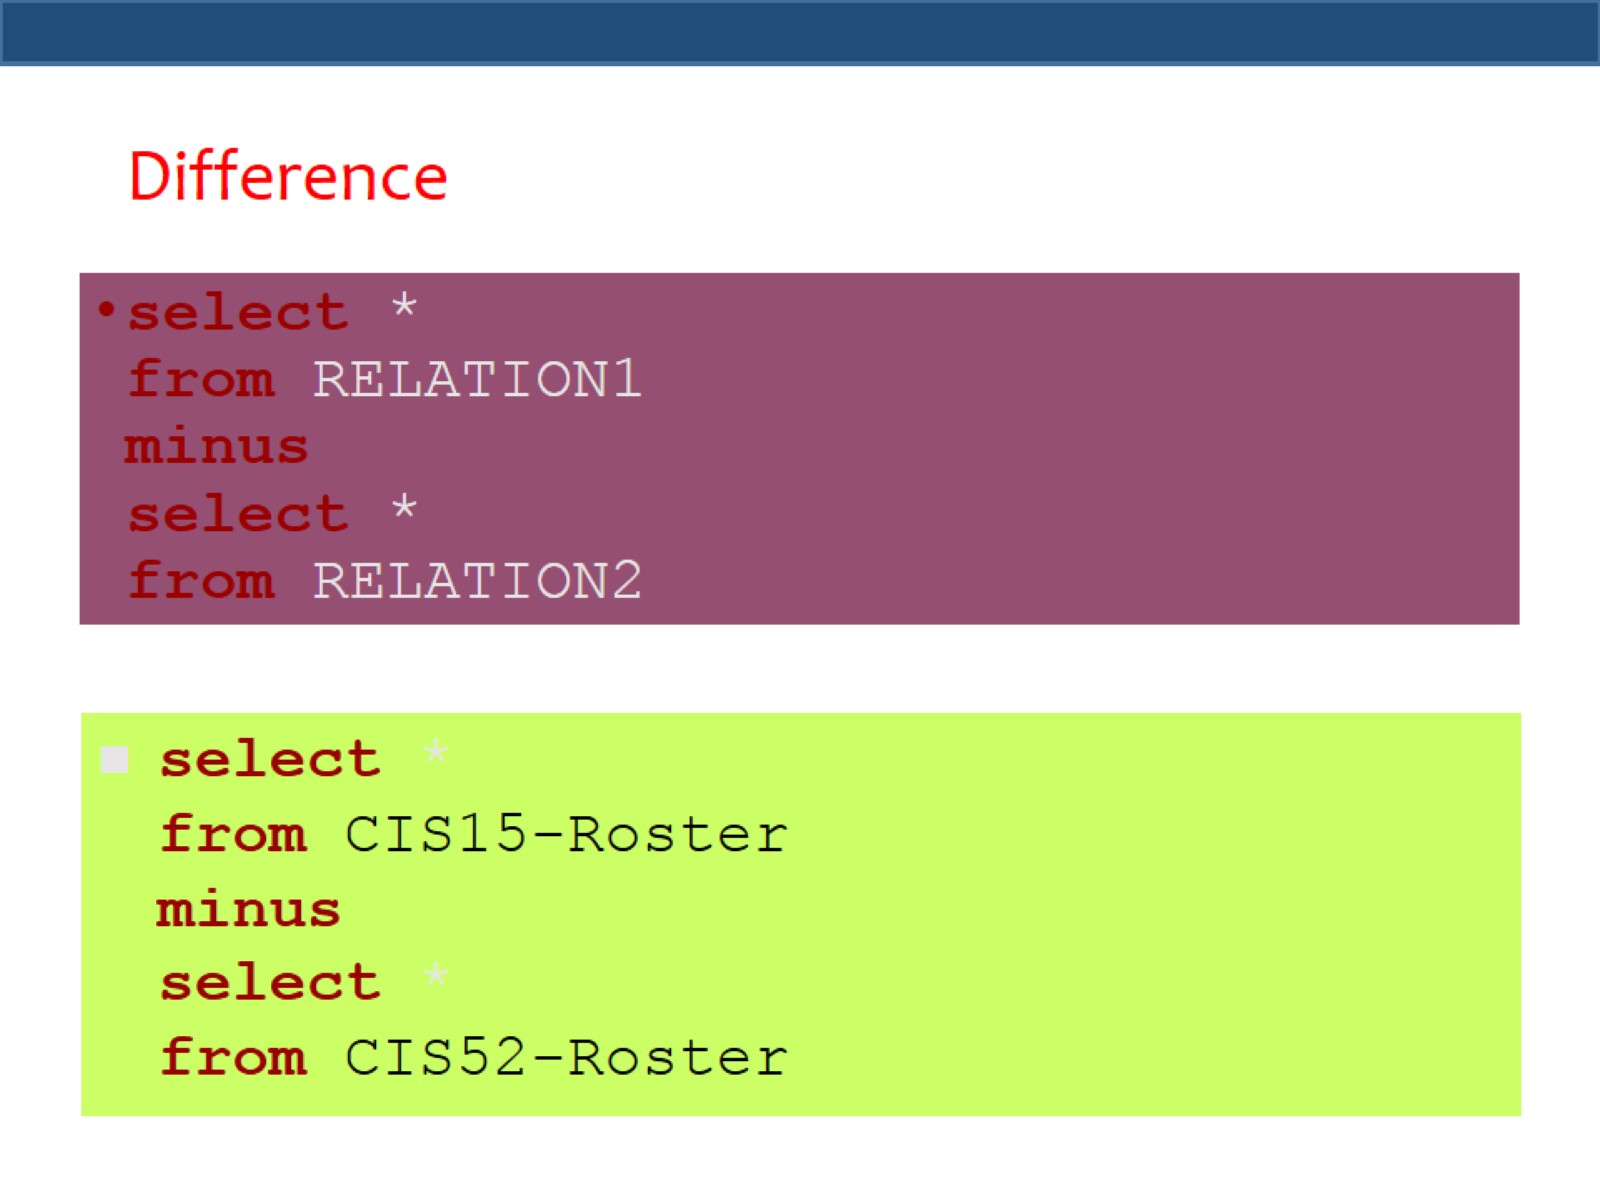 Difference
•select *
from RELATION1
minus
select *
from RELATION2
■ select *
from CIS15-Roster
minus
select *
from CIS52-Roster